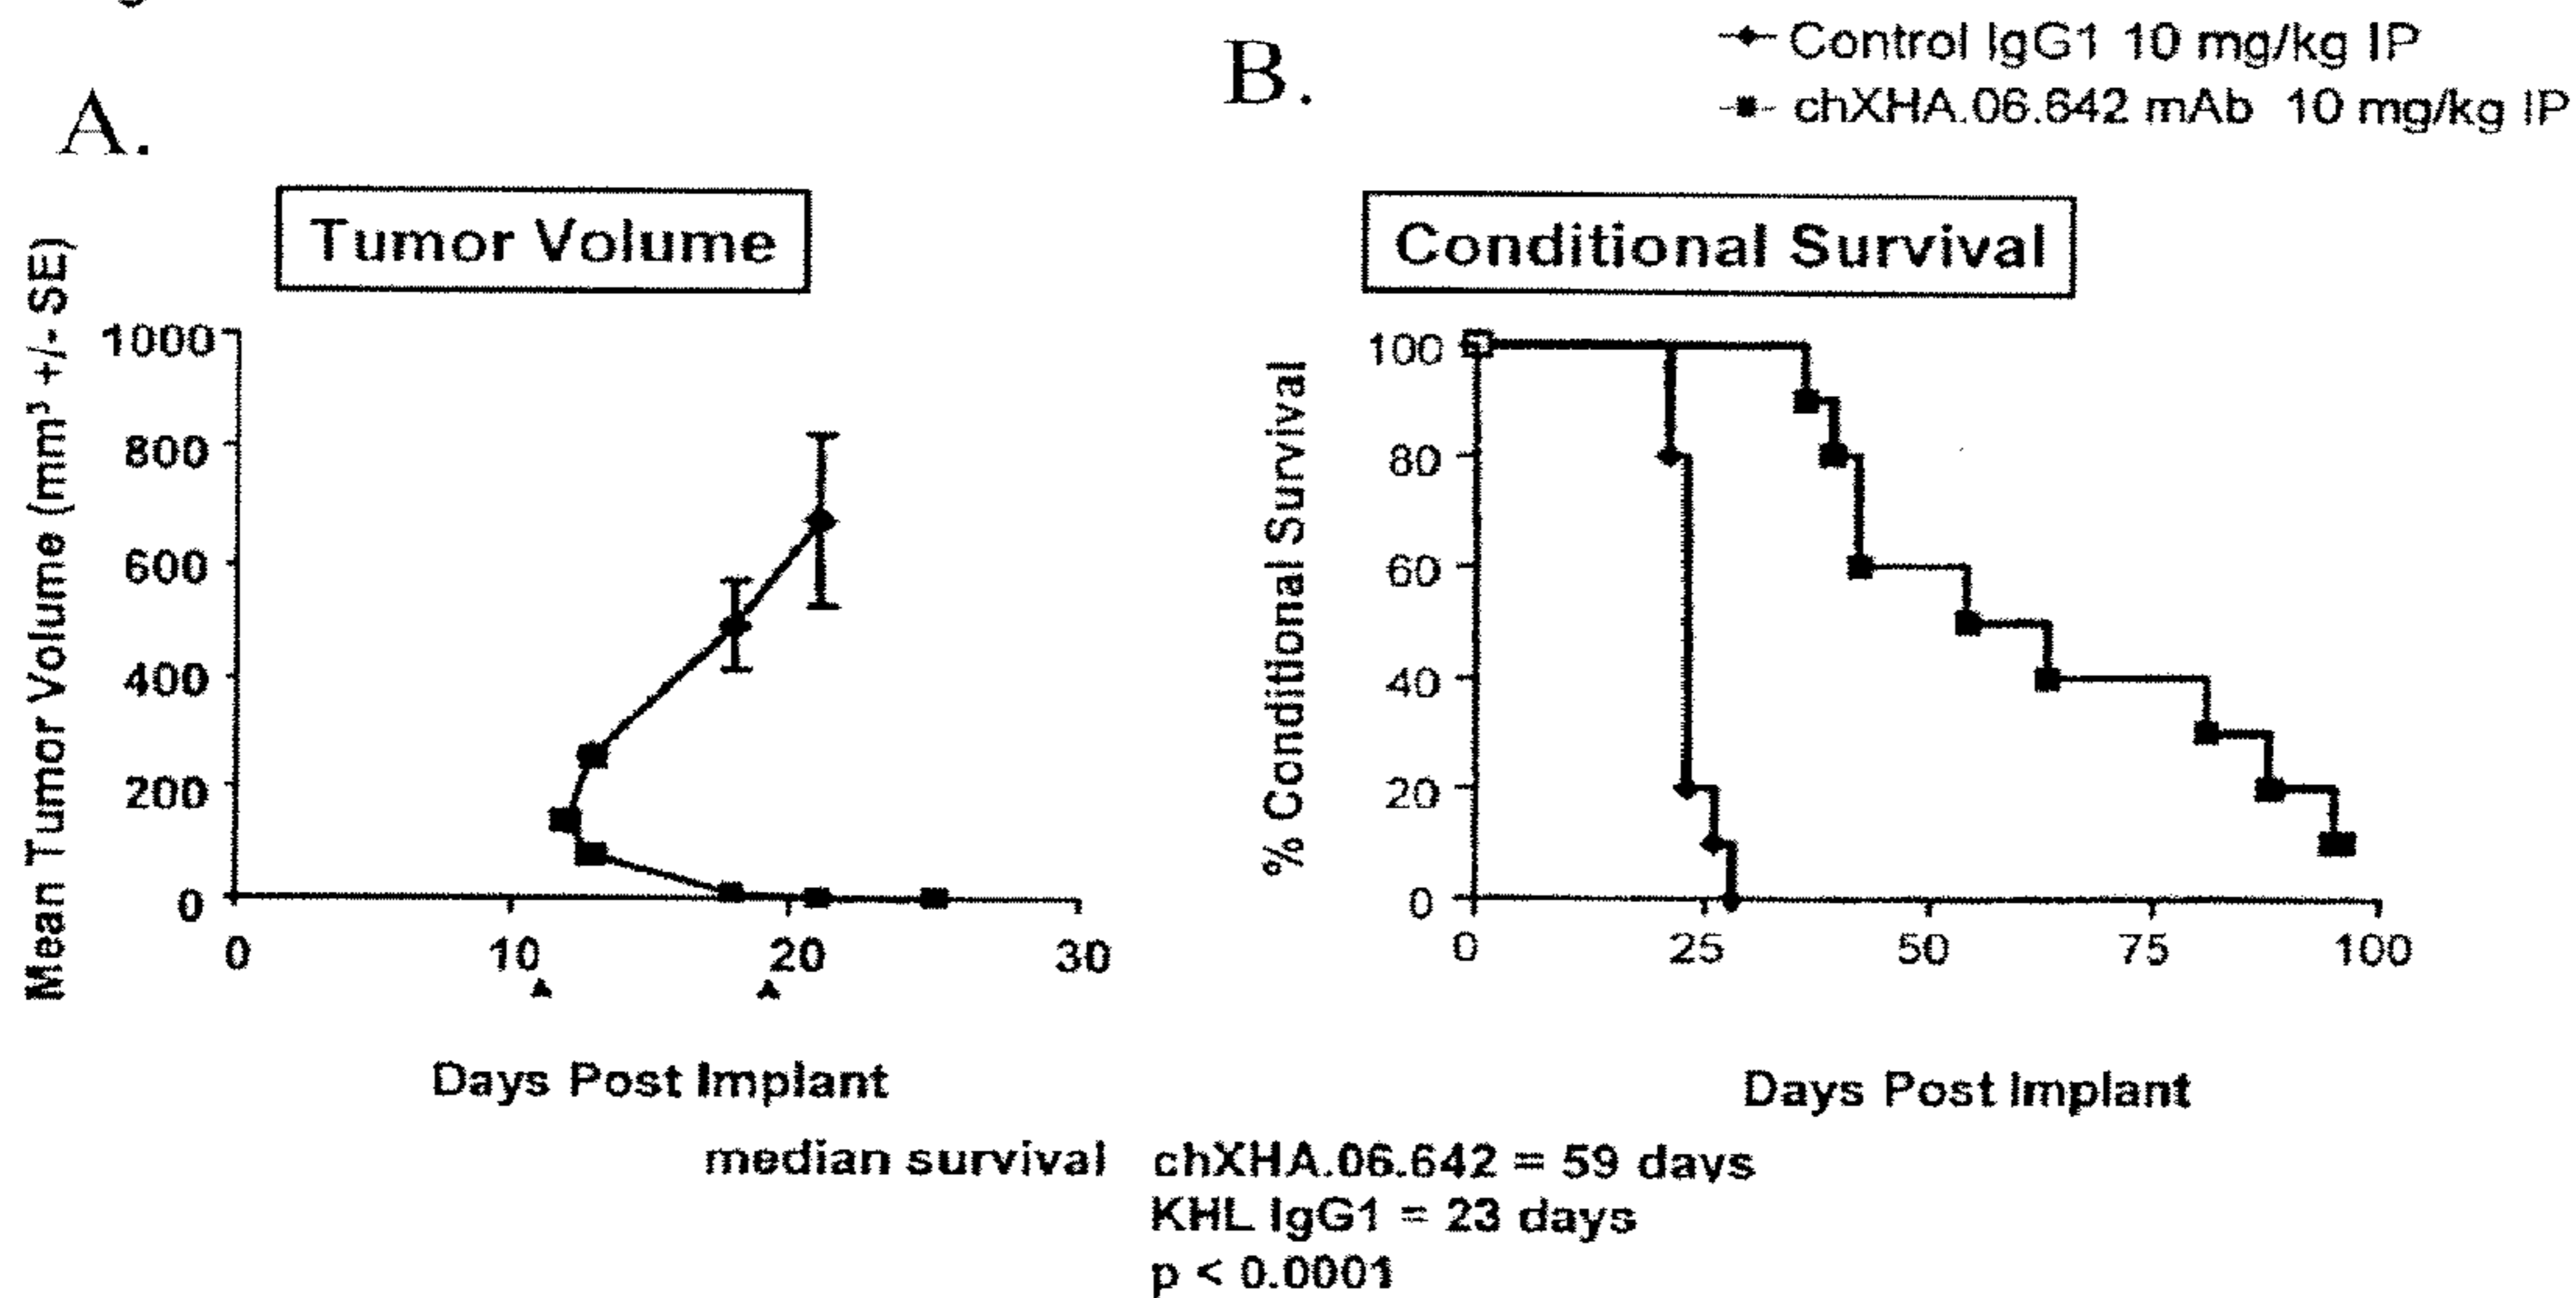 A.
B.
Control IgG1 10 mg/kg IP
chXHA.06.642 mAb 10 mg/kg IP
Tumor Volume
Mean Tumor Volume (mm³ +/- SE)
1000
800
600
400
200
0
0 10 20 30
Days Post Implant
Conditional Survival
% Conditional Survival
100
80
60
40
20
0
0 25 50 75 100
Days Post Implant
median survival chXHA.06.642 = 59 days
KHL IgG1 = 23 days
p < 0.0001